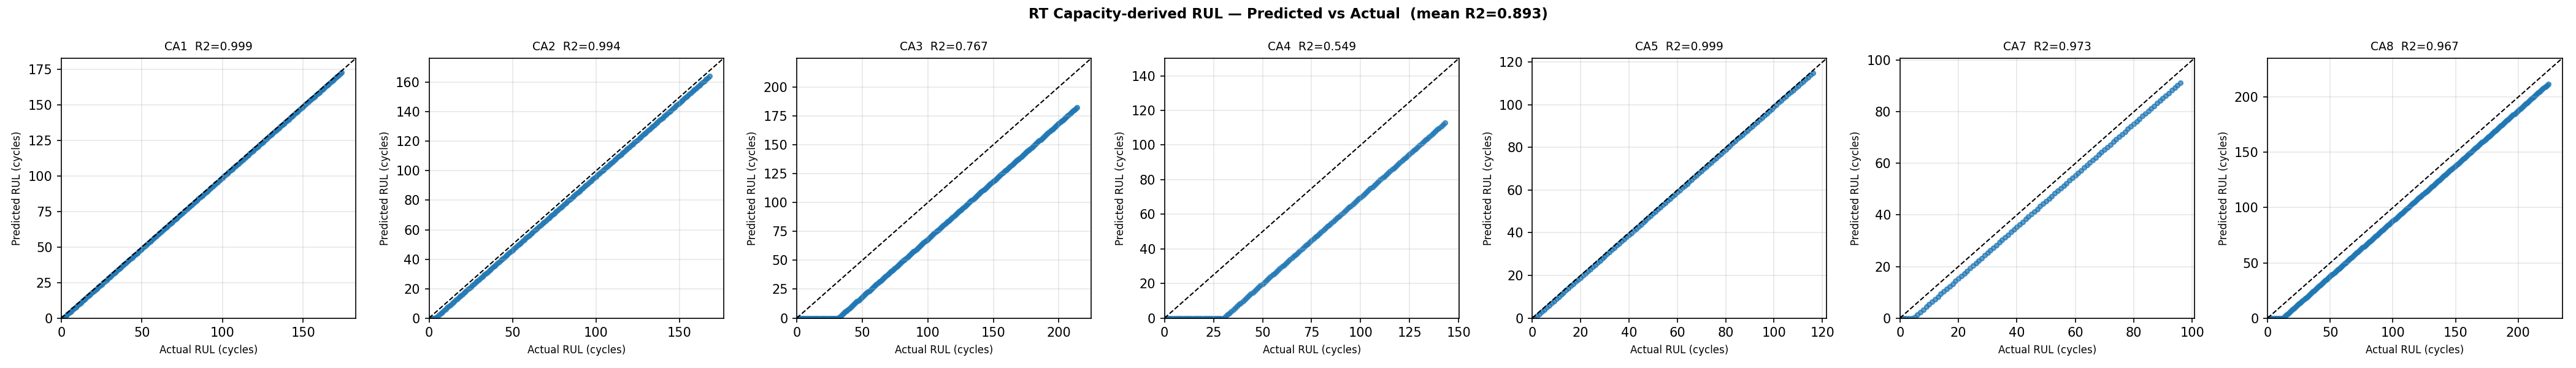 RT Capacity-derived RUL — Predicted vs Actual  (mean R2=0.893)
CA1  R2=0.999
175
150
125
100
75
50
25
0
0 50 100 150
Predicted RUL (cycles)
Actual RUL (cycles)
CA2  R2=0.994
160
140
120
100
80
60
40
20
0
0 50 100 150
Predicted RUL (cycles)
Actual RUL (cycles)
CA3  R2=0.767
200
175
150
125
100
75
50
25
0
0 50 100 150 200
Predicted RUL (cycles)
Actual RUL (cycles)
CA4  R2=0.549
140
120
100
80
60
40
20
0
0 25 50 75 100 125 150
Predicted RUL (cycles)
Actual RUL (cycles)
CA5  R2=0.999
120
100
80
60
40
20
0
0 20 40 60 80 100 120
Predicted RUL (cycles)
Actual RUL (cycles)
CA7  R2=0.973
100
80
60
40
20
0
0 20 40 60 80 100
Predicted RUL (cycles)
Actual RUL (cycles)
CA8  R2=0.967
200
150
100
50
0
0 50 100 150 200
Predicted RUL (cycles)
Actual RUL (cycles)